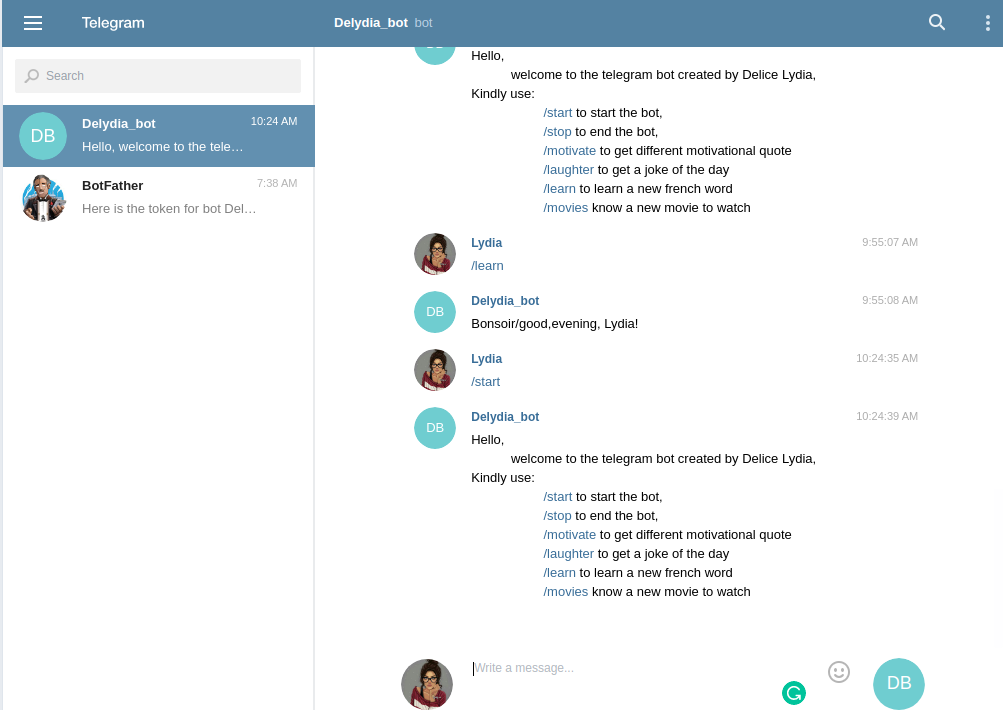 Telegram
Delydia_bot bot
Search
DB
Delydia_bot 10:24 AM
Hello, welcome to the tele…
BotFather 7:38 AM
Here is the token for bot Del…
Hello,
welcome to the telegram bot created by Delice Lydia,
Kindly use:
/start to start the bot,
/stop to end the bot,
/motivate to get different motivational quote
/laughter to get a joke of the day
/learn to learn a new french word
/movies know a new movie to watch
Lydia 9:55:07 AM
/learn
DB
Delydia_bot 9:55:08 AM
Bonsoir/good,evening, Lydia!
Lydia 10:24:35 AM
/start
DB
Delydia_bot 10:24:39 AM
Hello,
welcome to the telegram bot created by Delice Lydia,
Kindly use:
/start to start the bot,
/stop to end the bot,
/motivate to get different motivational quote
/laughter to get a joke of the day
/learn to learn a new french word
/movies know a new movie to watch
Write a message...
DB